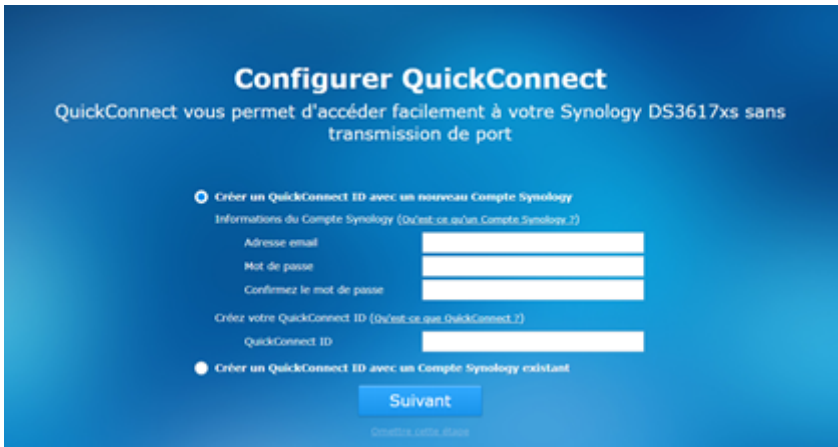 Configurer QuickConnect
QuickConnect vous permet d'accéder facilement à votre Synology DS3617xs sans
transmission de port
Créer un QuickConnect ID avec un nouveau Compte Synology
Informations du Compte Synology (Qu'est-ce qu'un Compte Synology ?)
Adresse email
Mot de passe
Confirmez le mot de passe
Créez votre QuickConnect ID (Qu'est-ce que QuickConnect ?)
QuickConnect ID
Créer un QuickConnect ID avec un Compte Synology existant
Suivant
Omettre cette étape